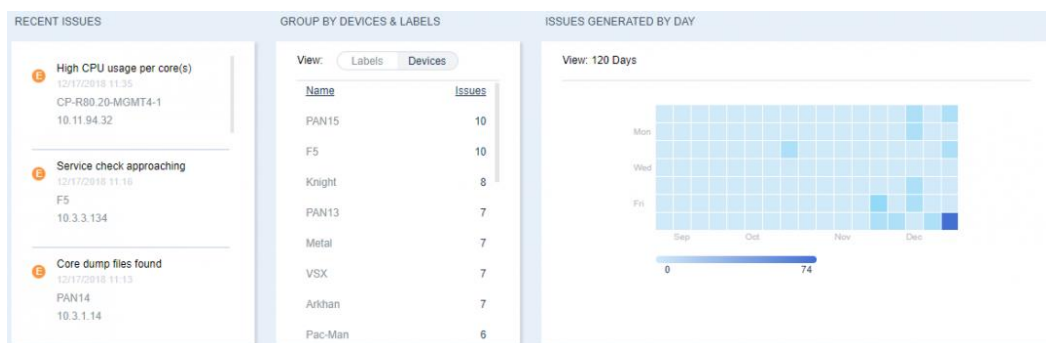 RECENT ISSUES
High CPU usage per core(s)
12/17/2018 11:35
CP-R80.20-MGMT4-1
10.11.94.32
Service check approaching
12/17/2018 11:16
F5
10.3.3.134
Core dump files found
12/17/2018 11:13
PAN14
10.3.1.14
GROUP BY DEVICES & LABELS
View: Labels Devices
Name Issues
PAN15 10
F5 10
Knight 8
PAN13 7
Metal 7
VSX 7
Arkhan 7
Pac-Man 6
ISSUES GENERATED BY DAY
View: 120 Days
Mon
Wed
Fri
Sep Oct Nov Dec
0 74